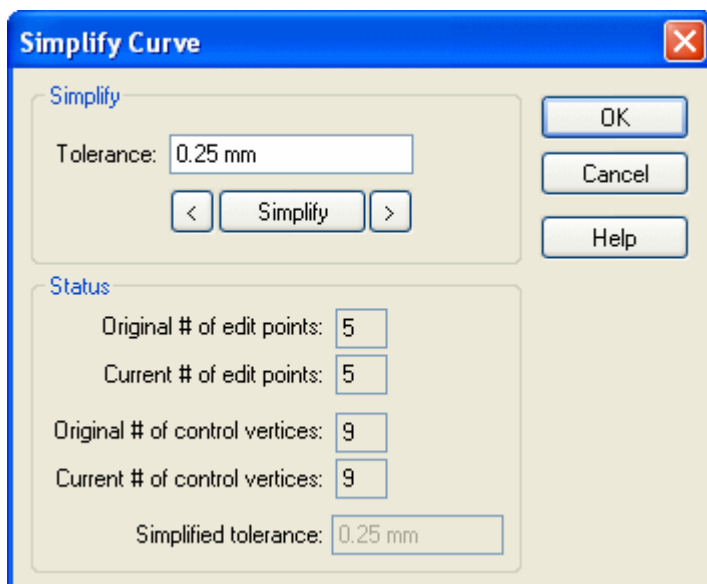 Simplify Curve
Simplify
Tolerance: 0.25 mm
< Simplify >
OK
Cancel
Help
Status
Original # of edit points: 5
Current # of edit points: 5
Original # of control vertices: 9
Current # of control vertices: 9
Simplified tolerance: 0.25 mm